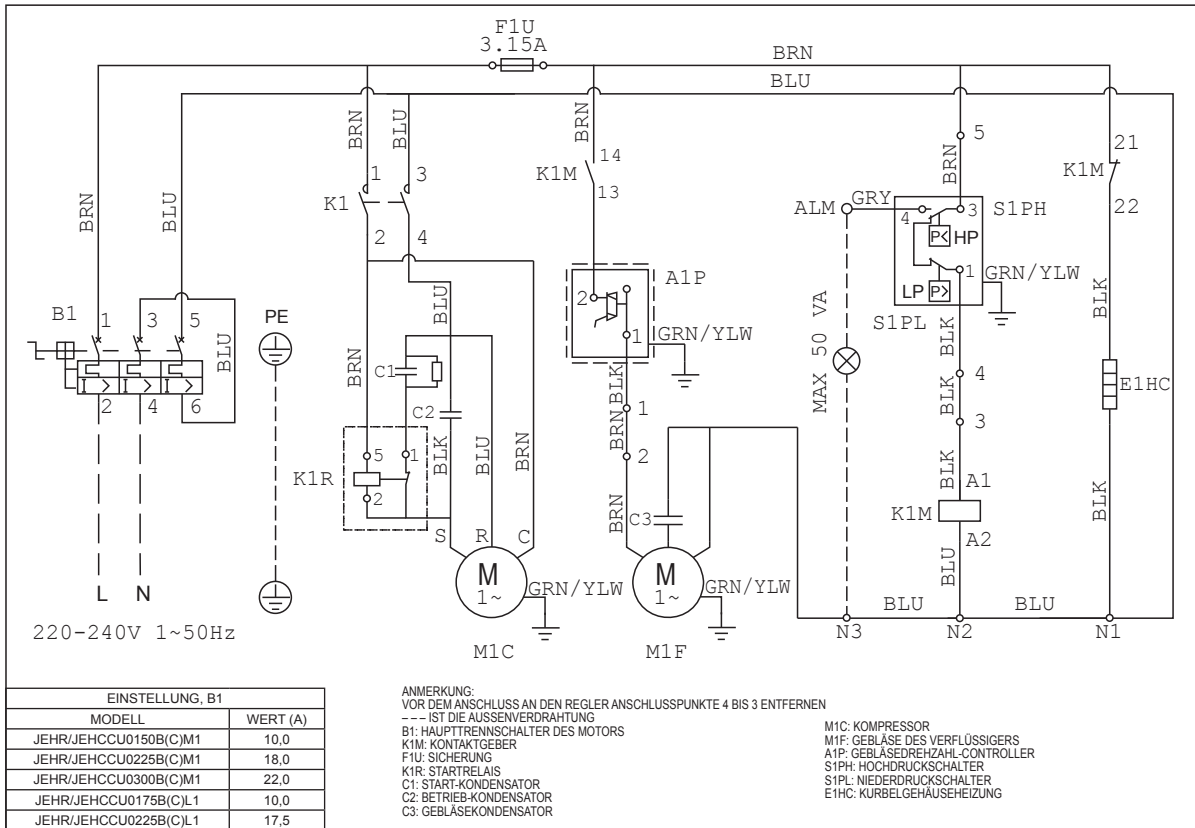 F1U
3.15A
BRN
BLU
BRN
BLU
BRN
BLU
BRN
1 3
K1
2 4
14
K1M
13
5
BRN
21
K1M
22
ALM GRY
4 3 S1PH
P< HP
LP P> 1
GRN/YLW
S1PL
A1P
2
1
GRN/YLW
B1 1 3 5
BLU
2 4 6
PE
BLU
BRN
C1
C2
BLK
BLU
BRN
K1R 5 1
2
S R C
M
1~
GRN/YLW
M1C
BLK
1
BRN
2
BRN
C3
M
1~
GRN/YLW
M1F
MAX 50 VA
BLK
4
BLK
3
BLK
A1
K1M
A2
BLU
BLK
E1HC
BLK
BLU BLU
N3 N2 N1
L N
220-240V 1~50Hz
EINSTELLUNG, B1
MODELL WERT (A)
JEHR/JEHCCU0150B(C)M1 10,0
JEHR/JEHCCU0225B(C)M1 18,0
JEHR/JEHCCU0300B(C)M1 22,0
JEHR/JEHCCU0175B(C)L1 10,0
JEHR/JEHCCU0225B(C)L1 17,5
ANMERKUNG:
VOR DEM ANSCHLUSS AN DEN REGLER ANSCHLUSSPUNKTE 4 BIS 3 ENTFERNEN
--- IST DIE AUSSENVERDRAHTUNG
B1: HAUPTTRENNSCHALTER DES MOTORS
K1M: KONTAKTGEBER
F1U: SICHERUNG
K1R: STARTRELAIS
C1: START-KONDENSATOR
C2: BETRIEB-KONDENSATOR
C3: GEBLÄSEKONDENSATOR
M1C: KOMPRESSOR
M1F: GEBLÄSE DES VERFLÜSSIGERS
A1P: GEBLÄSEDREHZAHL-CONTROLLER
S1PH: HOCHDRUCKSCHALTER
S1PL: NIEDERDRUCKSCHALTER
E1HC: KURBELGEHÄUSEHEIZUNG